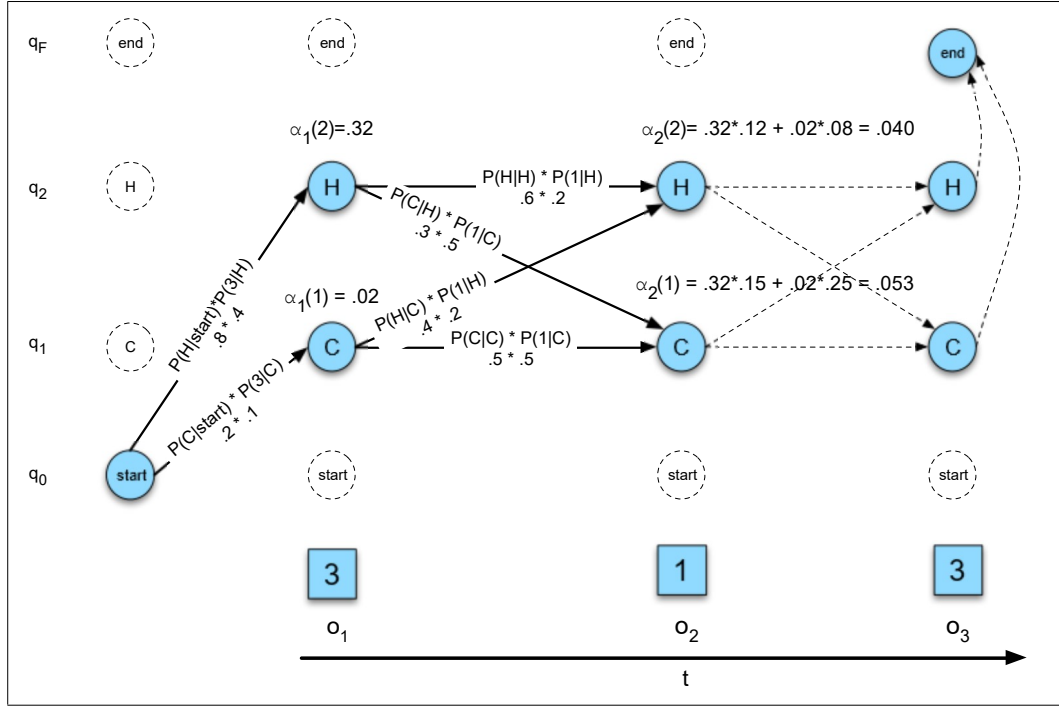 q_F end end end end
α_1(2)=.32 α_2(2)= .32*.12 + .02*.08 = .040
q_2 H H H H
P(H|H) * P(1|H)
.6 * .2
P(C|H) * P(1|C)
.3 * .5
P(H|start)*P(3|H)
.8 * .4
α_1(1) = .02 α_2(1) = .32*.15 + .02*.25 = .053
P(H|C) * P(1|H)
.4 * .2
q_1 C C C C
P(C|C) * P(1|C)
.5 * .5
P(C|start) * P(3|C)
.2 * .1
q_0 start start start start
3 1 3
o_1 o_2 o_3
t